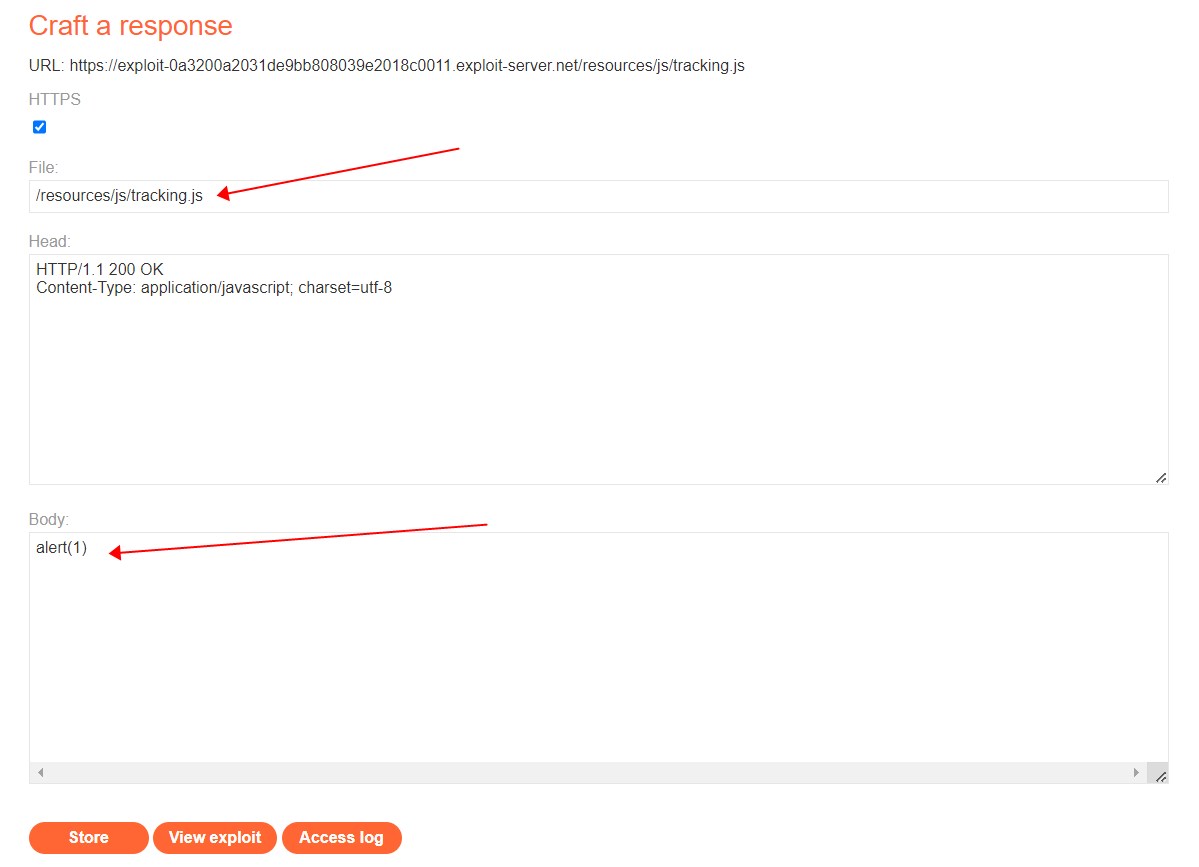 Craft a response
URL: https://exploit-0a3200a2031de9bb808039e2018c0011.exploit-server.net/resources/js/tracking.js
HTTPS
File:
/resources/js/tracking.js
Head:
HTTP/1.1 200 OK
Content-Type: application/javascript; charset=utf-8
Body:
alert(1)
Store View exploit Access log